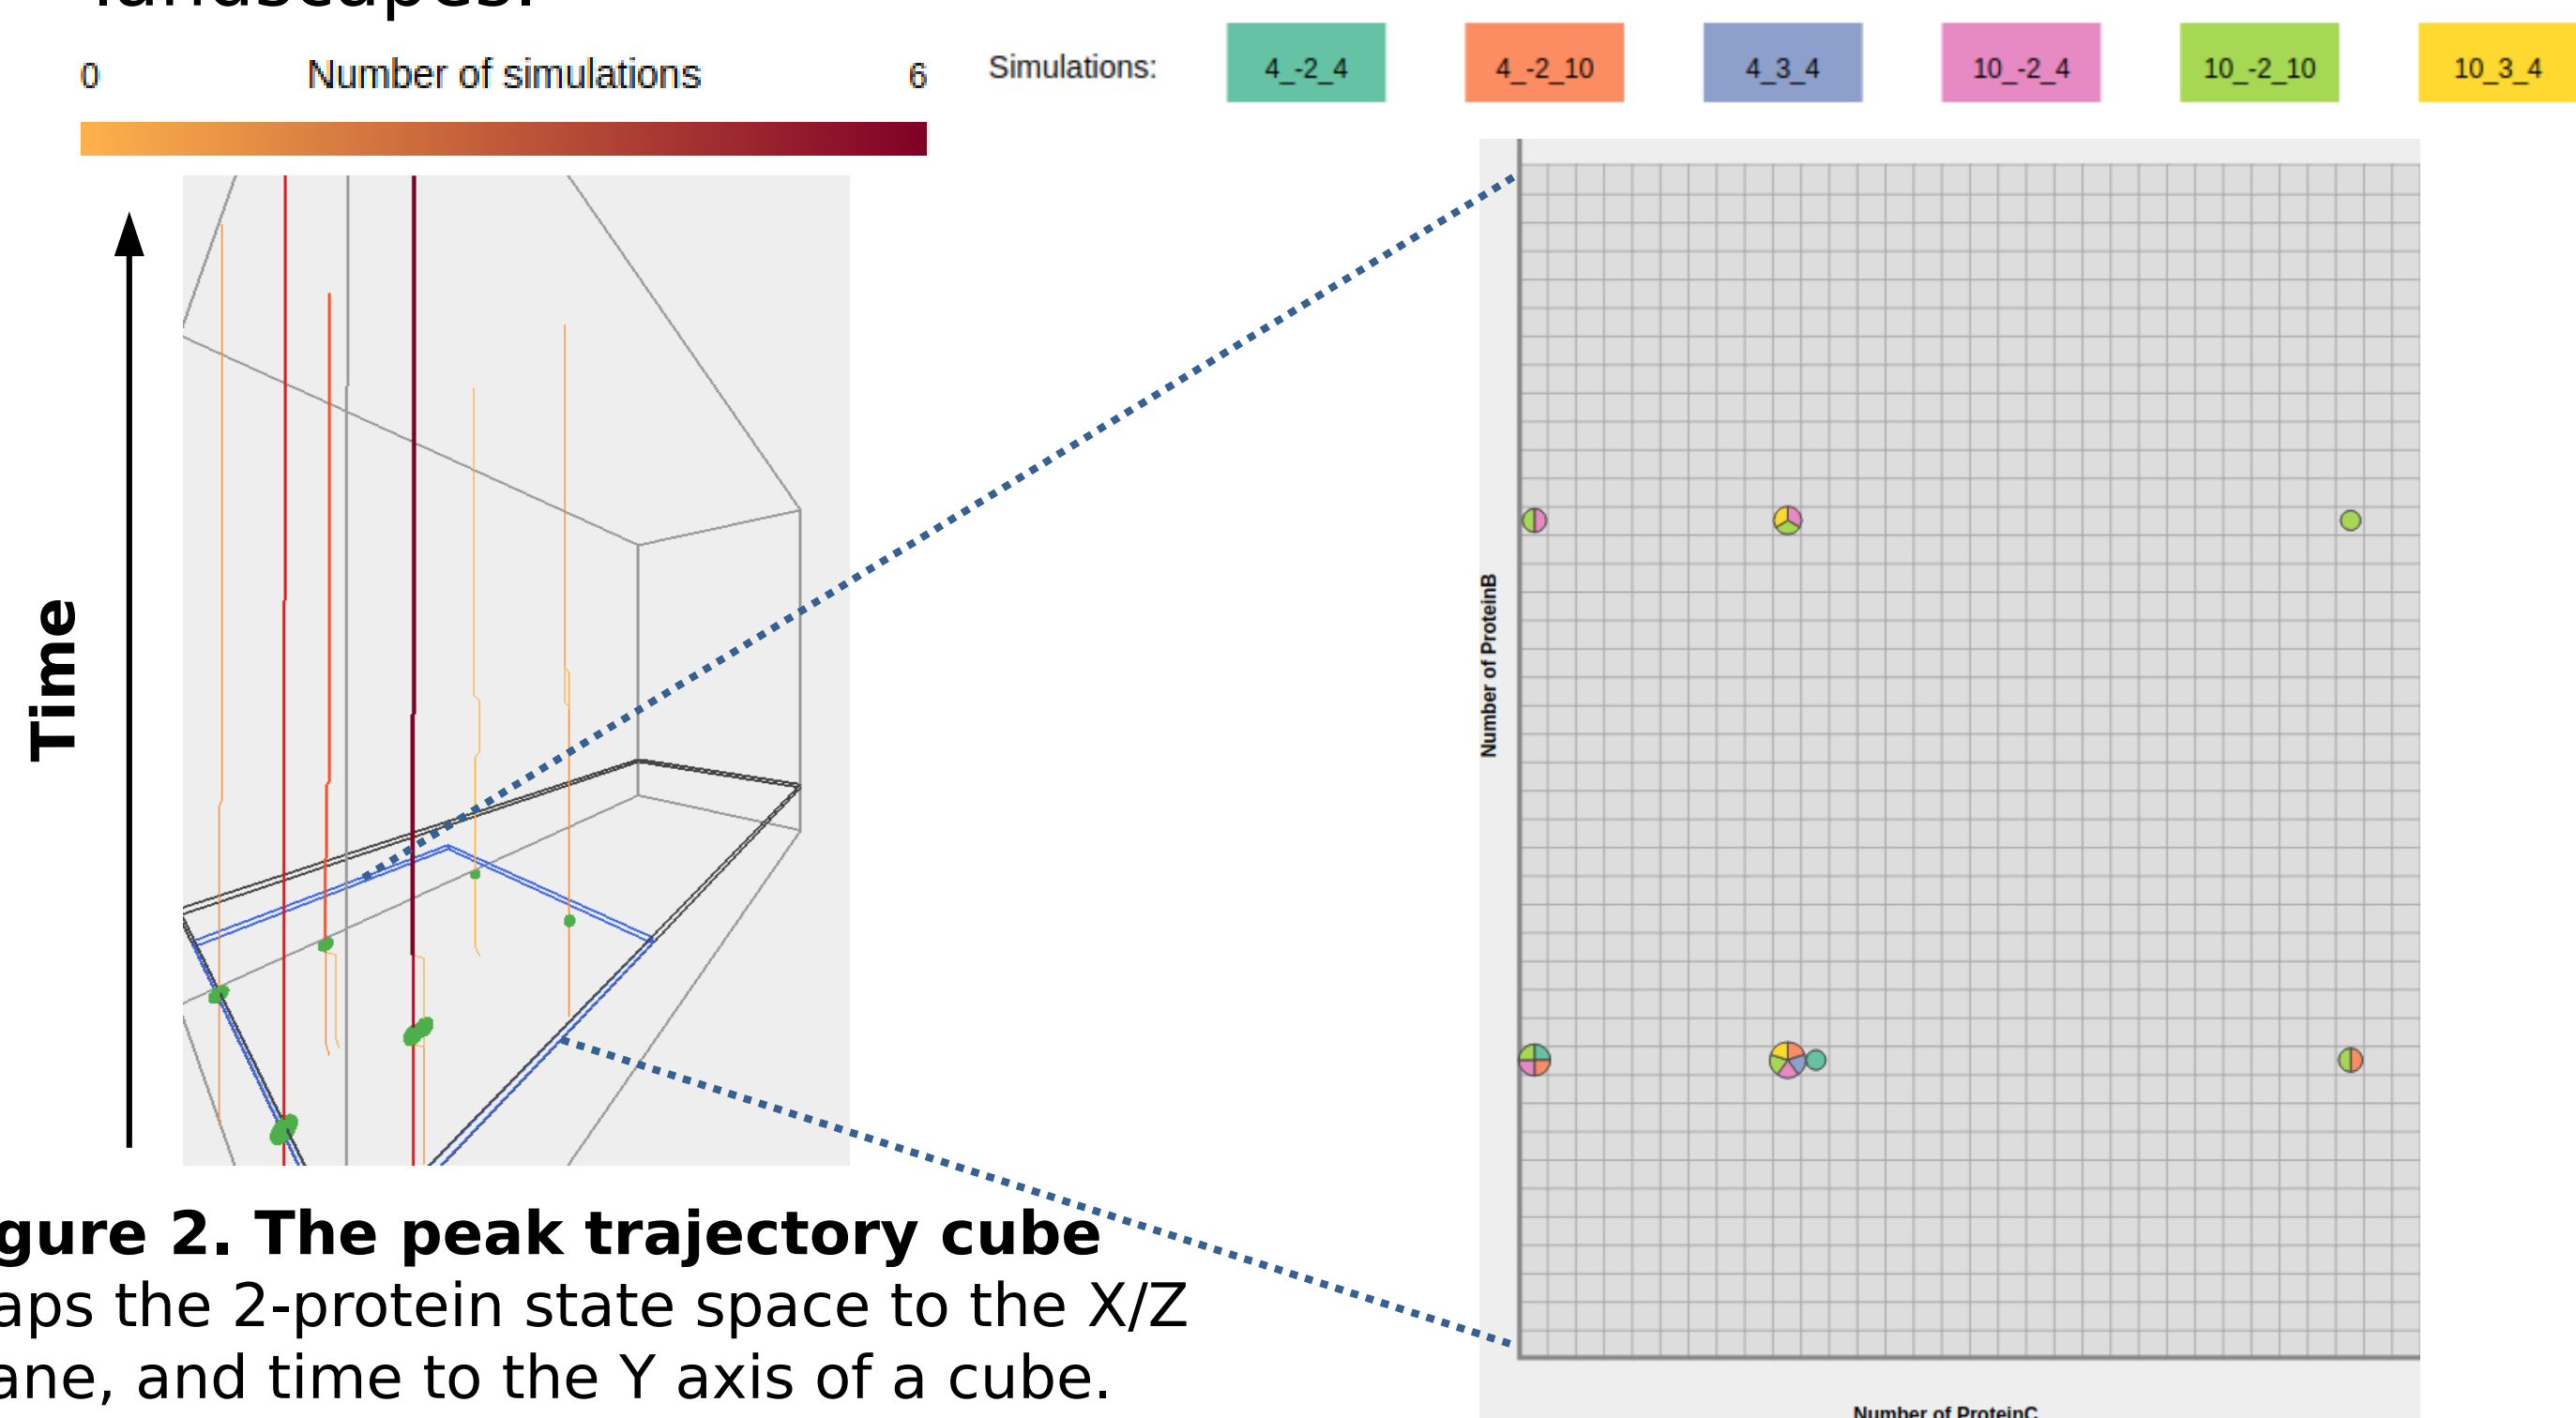 landscapes.
0 Number of simulations 6
Simulations: 4_-2_4 4_-2_10 4_3_4 10_-2_4 10_-2_10 10_3_4
Time
Number of ProteinB
Number of ProteinC
gure 2. The peak trajectory cube
aps the 2-protein state space to the X/Z
ane, and time to the Y axis of a cube.